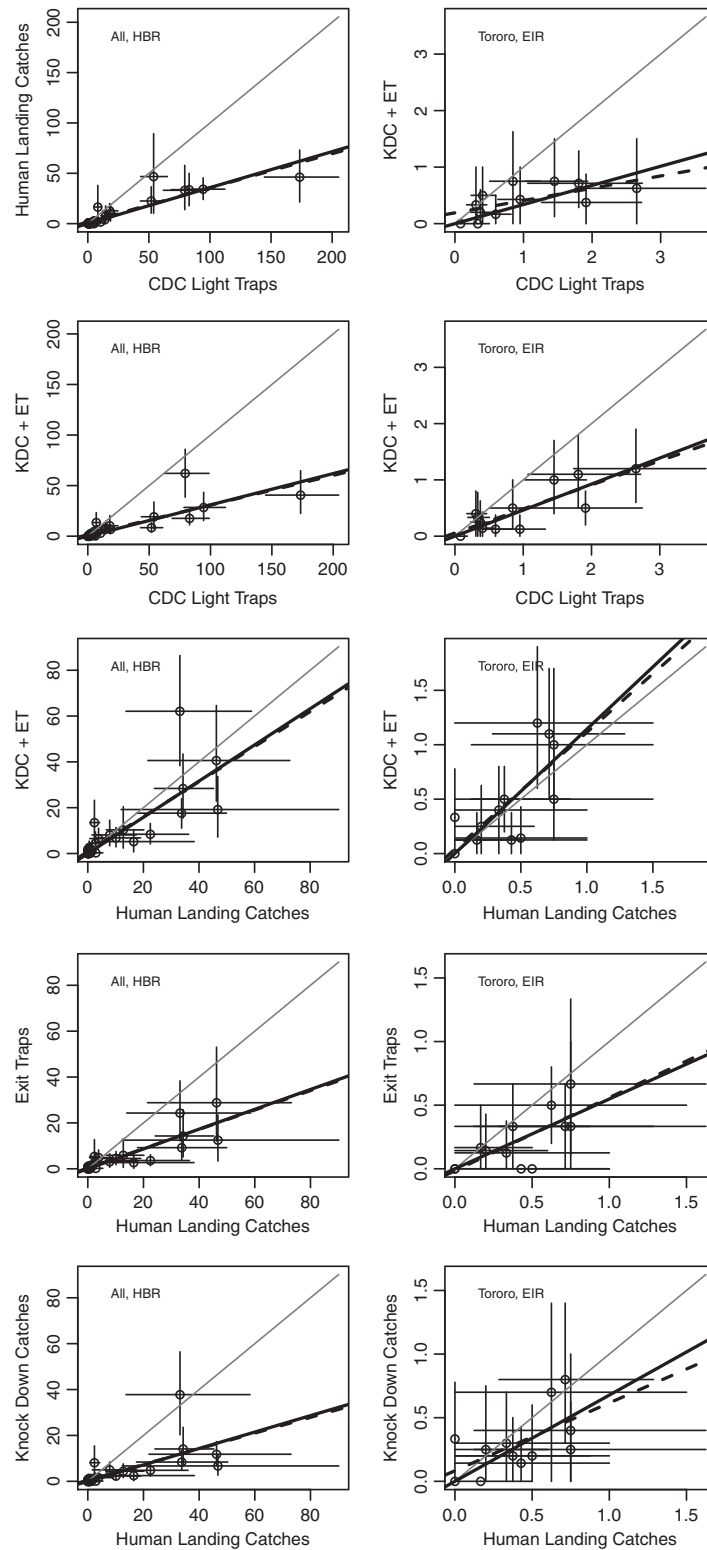 All, HBR
Human Landing Catches
0 50 100 150 200
0 50 100 150 200
CDC Light Traps
Tororo, EIR
KDC + ET
0 1 2 3
0 1 2 3
CDC Light Traps
All, HBR
KDC + ET
0 50 100 150 200
0 50 100 150 200
CDC Light Traps
Tororo, EIR
KDC + ET
0 1 2 3
0 1 2 3
CDC Light Traps
All, HBR
KDC + ET
0 20 40 60 80
0 20 40 60 80
Human Landing Catches
Tororo, EIR
KDC + ET
0.0 0.5 1.0 1.5
0.0 0.5 1.0 1.5
Human Landing Catches
All, HBR
Exit Traps
0 20 40 60 80
0 20 40 60 80
Human Landing Catches
Tororo, EIR
Exit Traps
0.0 0.5 1.0 1.5
0.0 0.5 1.0 1.5
Human Landing Catches
All, HBR
Knock Down Catches
0 20 40 60 80
0 20 40 60 80
Human Landing Catches
Tororo, EIR
Knock Down Catches
0.0 0.5 1.0 1.5
0.0 0.5 1.0 1.5
Human Landing Catches